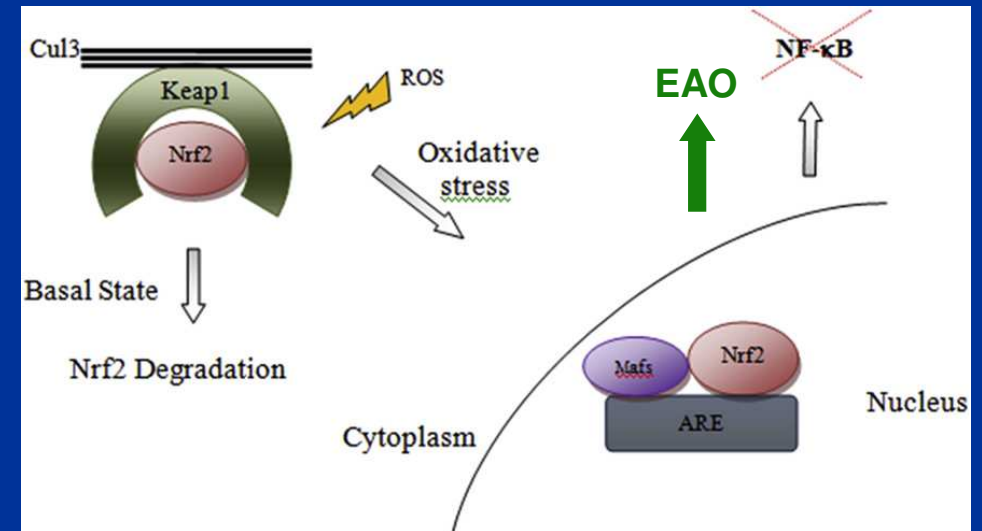 Cul3
Keap1
Nrf2
ROS
Oxidative
stress
EAO
NF-κB
Basal State
Nrf2 Degradation
Mafs
Nrf2
ARE
Nucleus
Cytoplasm